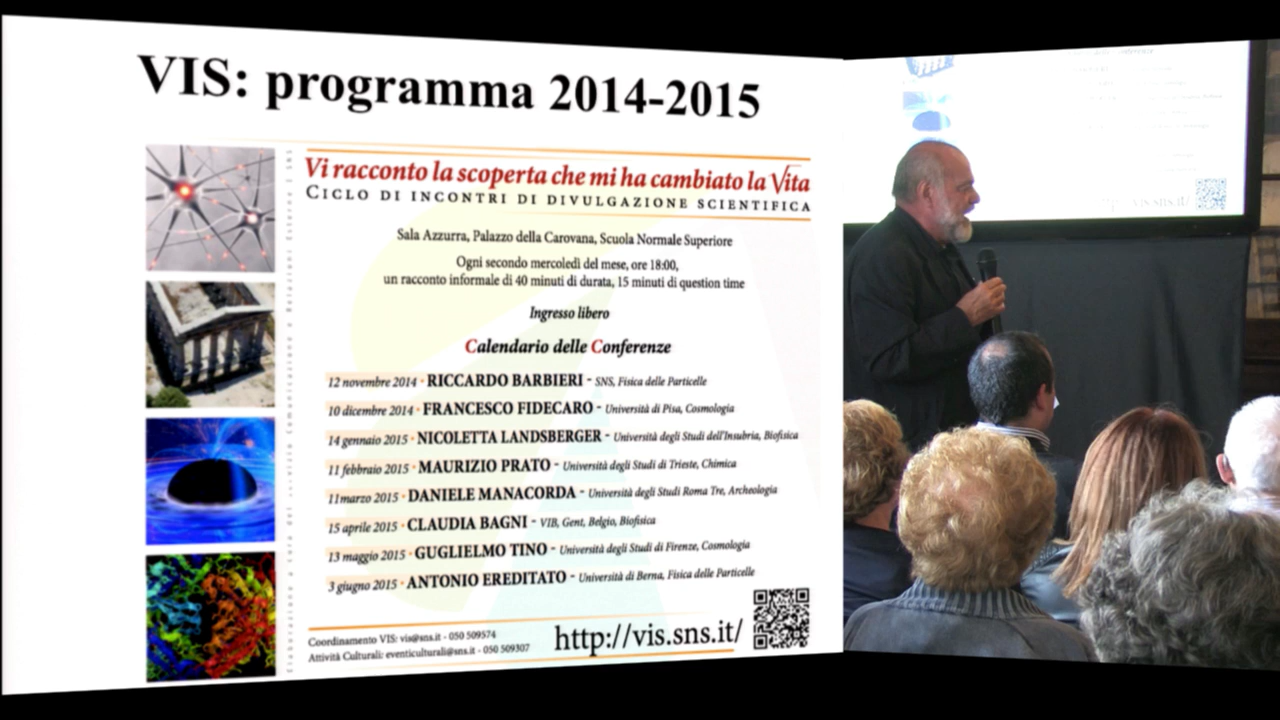 VIS: programma 2014-2015
Vi racconto la scoperta che mi ha cambiato la Vita
CICLO DI INCONTRI DI DIVULGAZIONE SCIENTIFICA
Sala Azzurra, Palazzo della Carovana, Scuola Normale Superiore
Ogni secondo mercoledì del mese, ore 18:00,
un racconto informale di 40 minuti di durata, 15 minuti di question time
Ingresso libero
Calendario delle Conferenze
12 novembre 2014 · RICCARDO BARBIERI - SNS, Fisica delle Particelle
10 dicembre 2014 · FRANCESCO FIDECARO - Università di Pisa, Cosmologia
14 gennaio 2015 · NICOLETTA LANDSBERGER - Università degli Studi dell'Insubria, Biofisica
11 febbraio 2015 · MAURIZIO PRATO - Università degli Studi di Trieste, Chimica
11 marzo 2015 · DANIELE MANACORDA - Università degli Studi Roma Tre, Archeologia
15 aprile 2015 · CLAUDIA BAGNI - VIB, Gent, Belgio, Biofisica
13 maggio 2015 · GUGLIELMO TINO - Università degli Studi di Firenze, Cosmologia
3 giugno 2015 · ANTONIO EREDITATO - Università di Berna, Fisica delle Particelle
Coordinamento VIS: vis@sns.it - 050 509574
Attività Culturali: eventiculturali@sns.it - 050 509307
http://vis.sns.it/
http://vis.sns.it/